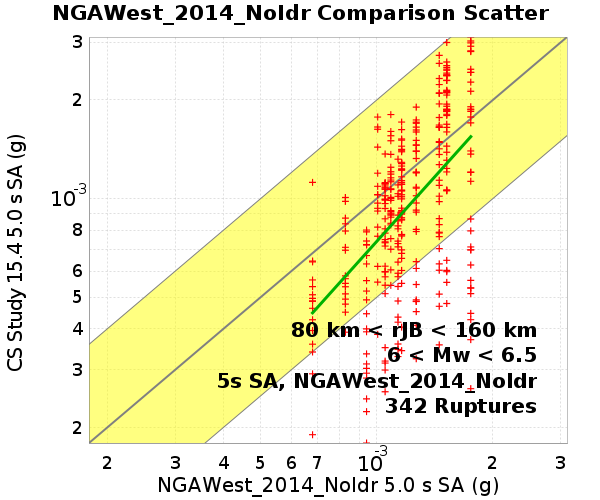 NGAWest_2014_NoIdr Comparison Scatter
CS Study 15.4 5.0 s SA (g)
3
2
10-3
8
6
5
4
3
2
80 km < rJB < 160 km
6 < Mw < 6.5
5s SA, NGAWest_2014_NoIdr
342 Ruptures
2 3 4 5 6 7 10-3 2 3
NGAWest_2014_NoIdr 5.0 s SA (g)